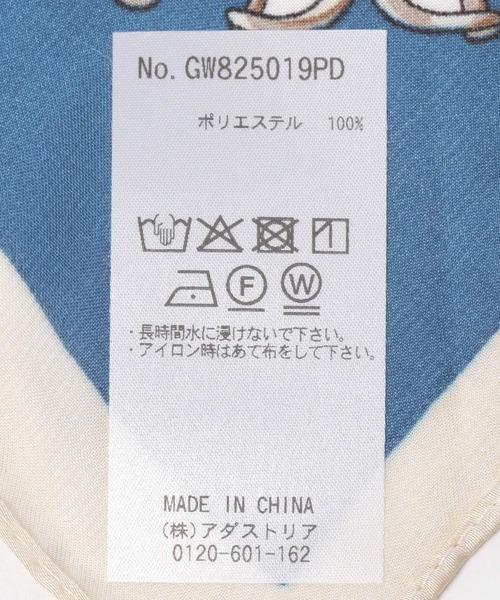 No. GW825019PD
ポリエステル 100%
F W
・長時間水に浸けないで下さい。
・アイロン時はあて布をして下さい。
MADE IN CHINA
(株)アダストリア
0120-601-162